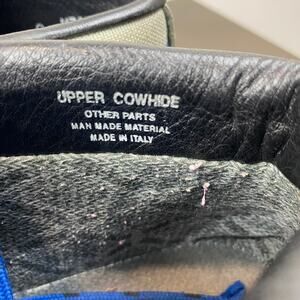 UPPER COWHIDE
OTHER PARTS
MAN MADE MATERIAL
MADE IN ITALY